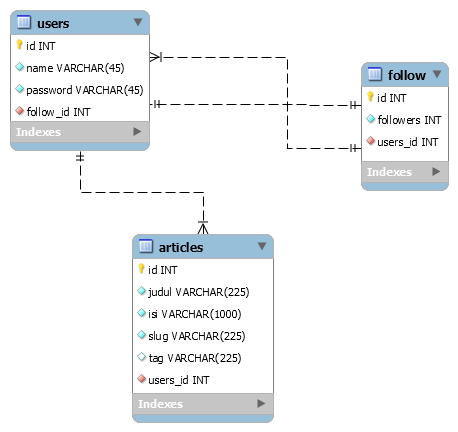 users
id INT
name VARCHAR(45)
password VARCHAR(45)
follow_id INT
Indexes
follow
id INT
followers INT
users_id INT
Indexes
articles
id INT
judul VARCHAR(225)
isi VARCHAR(1000)
slug VARCHAR(225)
tag VARCHAR(225)
users_id INT
Indexes